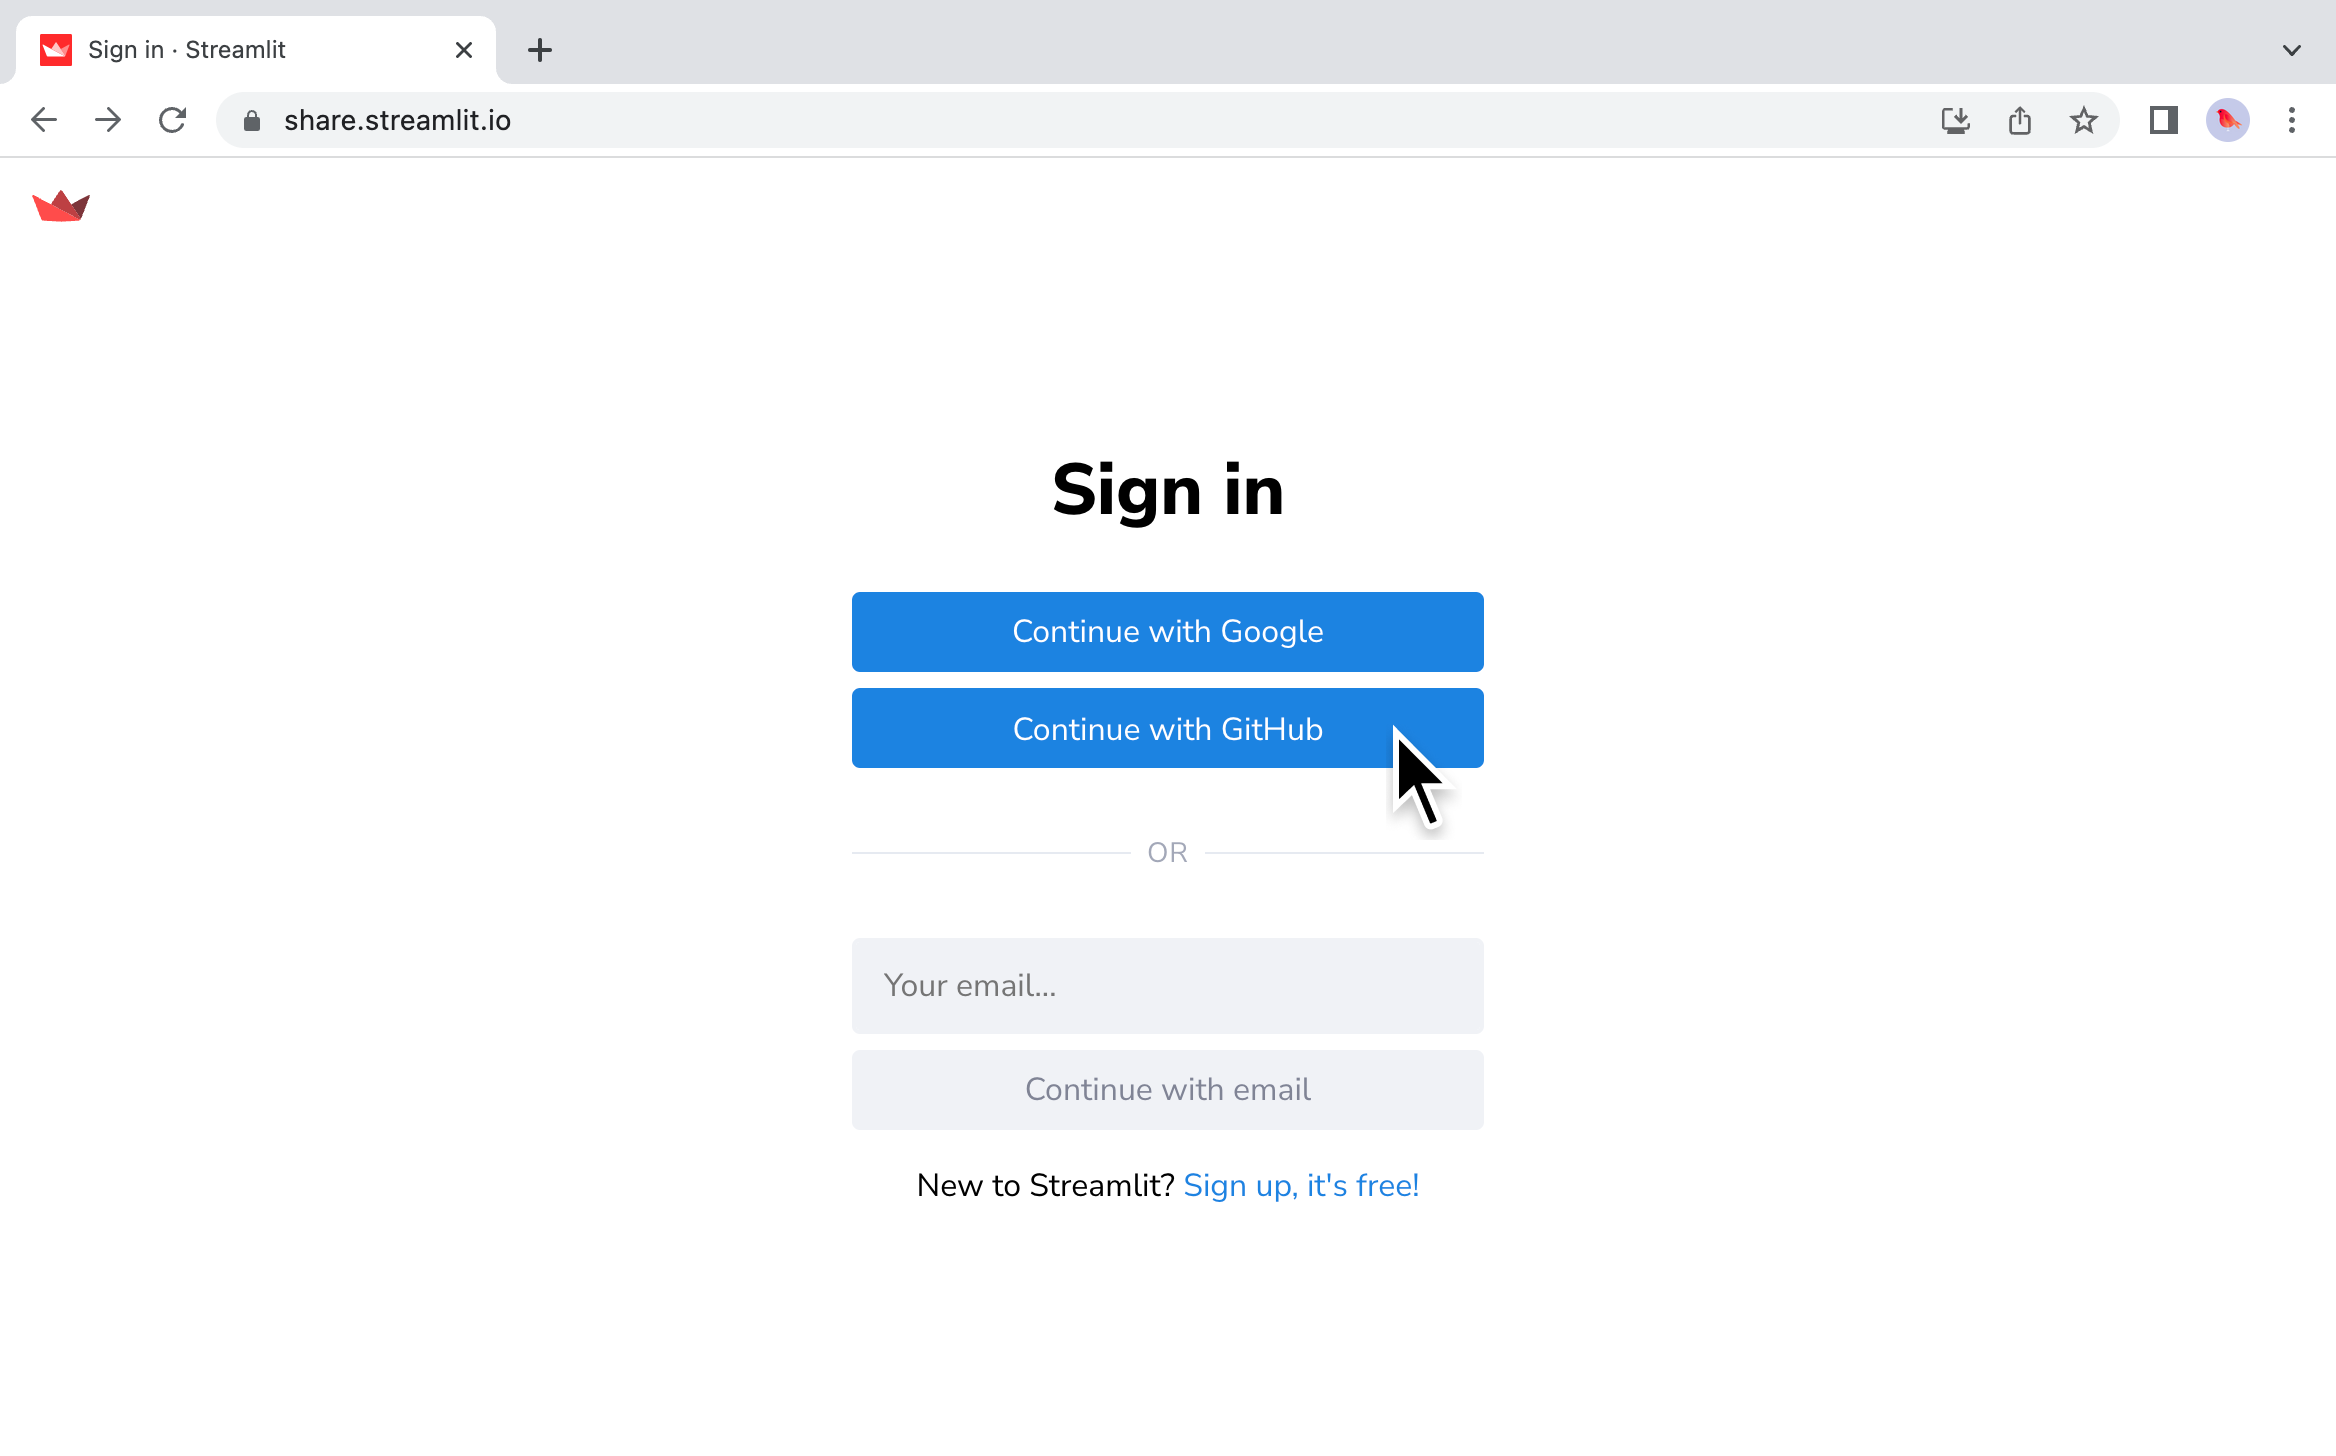 Sign in · Streamlit
share.streamlit.io
Sign in
Continue with Google
Continue with GitHub
OR
Your email...
Continue with email
New to Streamlit? Sign up, it's free!